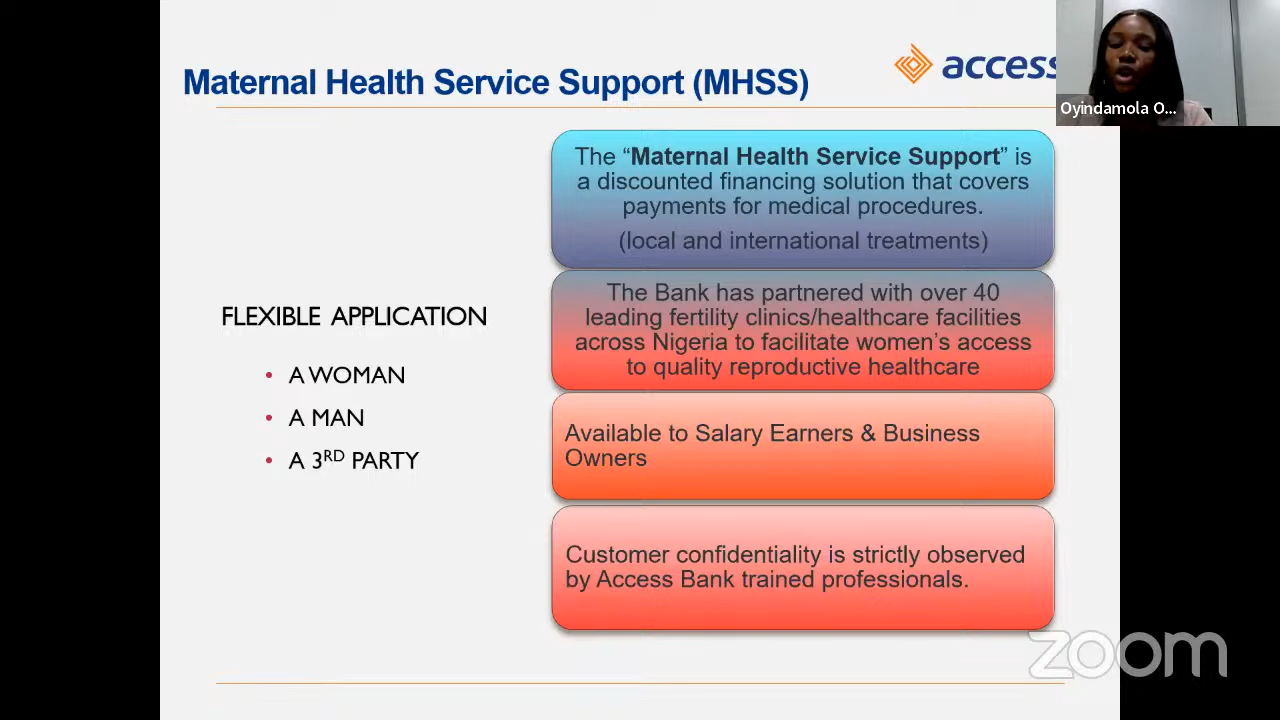 Maternal Health Service Support (MHSS)
access
Oyindamola O...
The “Maternal Health Service Support” is
a discounted financing solution that covers
payments for medical procedures.
(local and international treatments)
The Bank has partnered with over 40
leading fertility clinics/healthcare facilities
across Nigeria to facilitate women’s access
to quality reproductive healthcare
Available to Salary Earners & Business
Owners
Customer confidentiality is strictly observed
by Access Bank trained professionals.
FLEXIBLE APPLICATION
• A WOMAN
• A MAN
• A 3RD PARTY
zoom